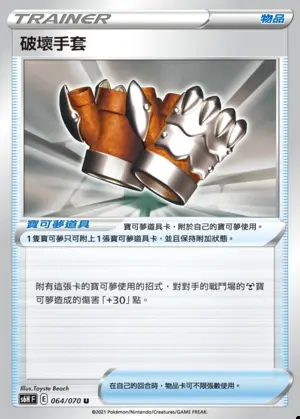 TRAINER 物品
破壞手套
寶可夢道具 寶可夢道具卡,附於自己的寶可夢使用。
1隻寶可夢只可附上1張寶可夢道具卡,並且保持附加狀態。
附有這張卡的寶可夢使用的招式,對對手的戰鬥場的寶
可夢造成的傷害「+30」點。
Illus.Toyste Beach
s6H F E 064/070 U
在自己的回合時,物品卡可不限張數使用。
©2021 Pokémon/Nintendo/Creatures/GAME FREAK.